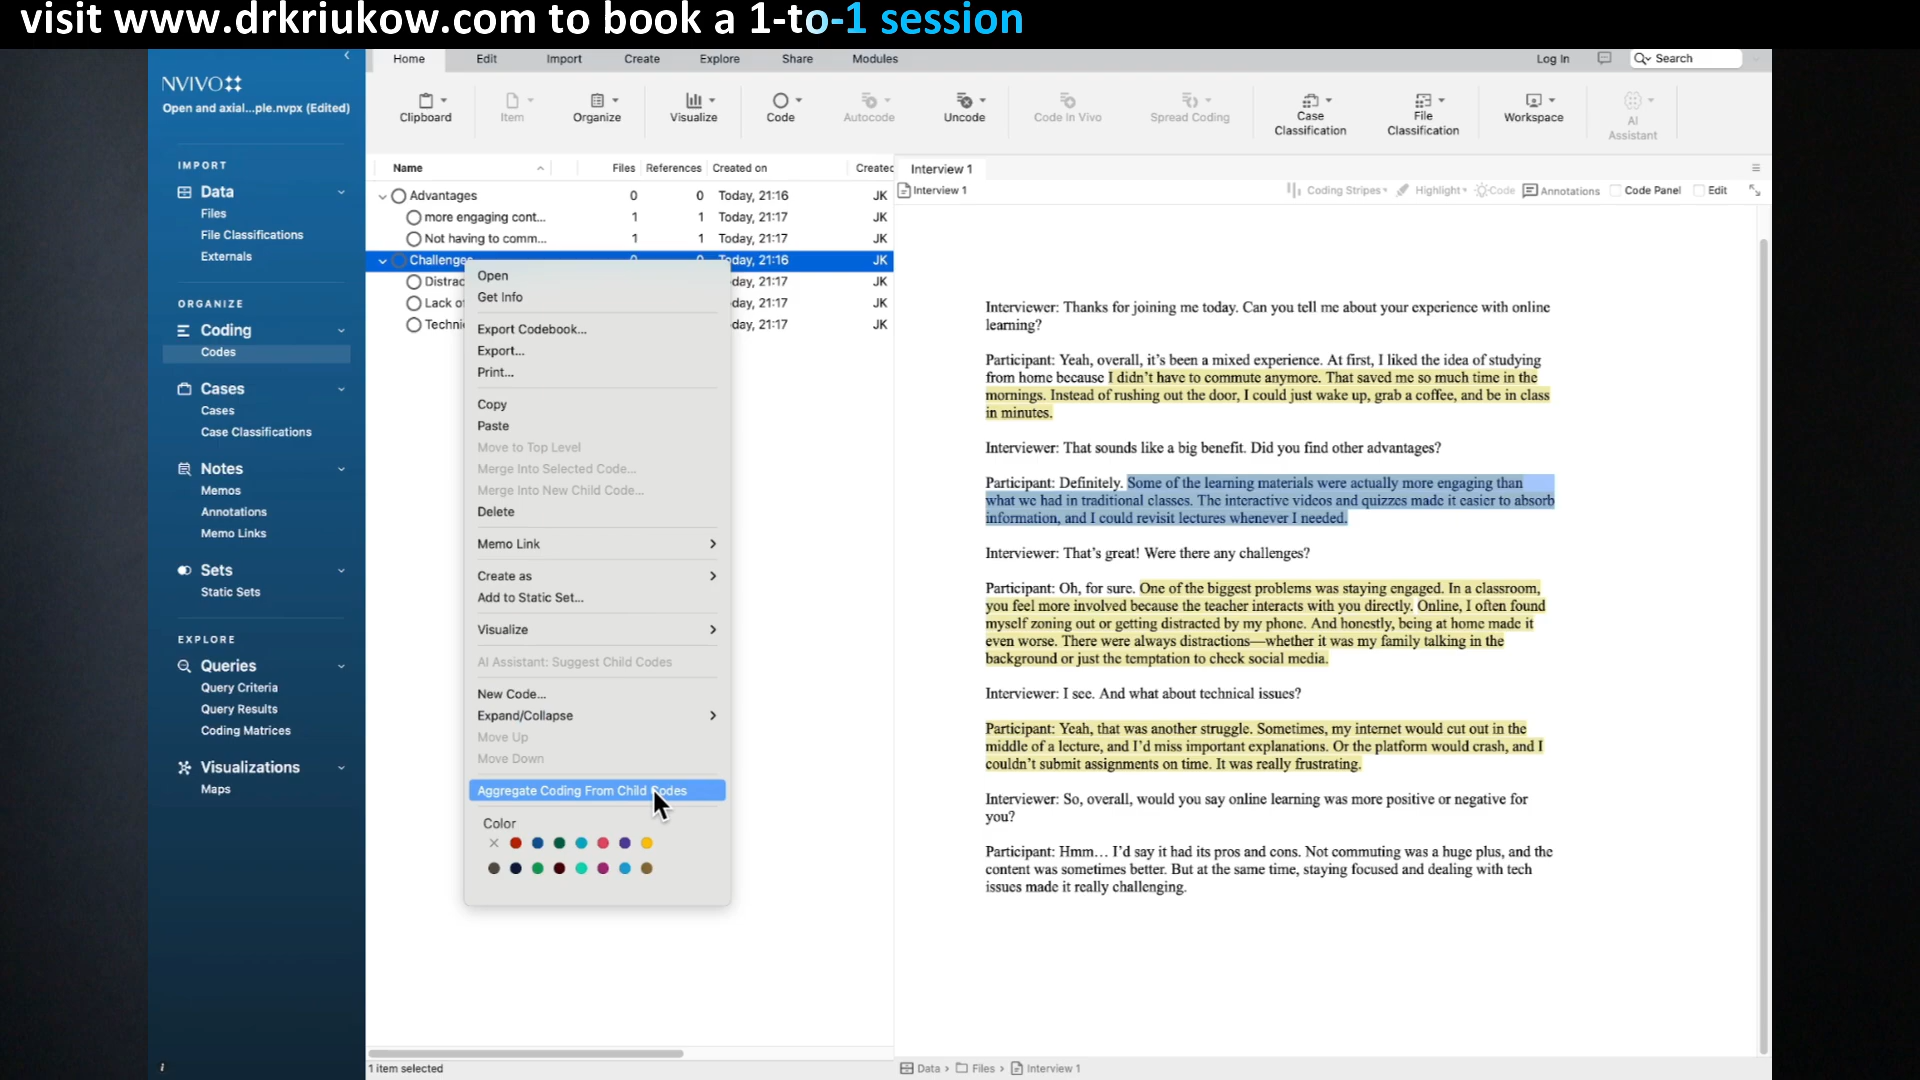 visit www.drkriukow.com to book a 1-to-1 session
NVIVO
Open and axial...ple.nvpx (Edited)
Home Edit Import Create Explore Share Modules
Log In
Search
Clipboard
Item
Organize
Visualize
Code
Autocode
Uncode
Code In Vivo
Spread Coding
Case
Classification
File
Classification
Workspace
AI
Assistant
IMPORT
Data
Files
File Classifications
Externals
ORGANIZE
Coding
Codes
Cases
Cases
Case Classifications
Notes
Memos
Annotations
Memo Links
Sets
Static Sets
EXPLORE
Queries
Query Criteria
Query Results
Coding Matrices
Visualizations
Maps
Name Files References Created on Created
Advantages 0 0 Today, 21:16 JK
more engaging cont... 1 1 Today, 21:17 JK
Not having to comm... 1 1 Today, 21:17 JK
Challenges 0 0 Today, 21:16 JK
Distrac day, 21:17 JK
Lack of day, 21:17 JK
Techni day, 21:17 JK
Open
Get Info
Export Codebook...
Export...
Print...
Copy
Paste
Move to Top Level
Merge Into Selected Code...
Merge Into New Child Code...
Delete
Memo Link
Create as
Add to Static Set...
Visualize
AI Assistant: Suggest Child Codes
New Code...
Expand/Collapse
Move Up
Move Down
Aggregate Coding From Child Codes
Color
1 item selected
Interview 1
Interview 1
Coding Stripes Highlight Code Annotations Code Panel Edit
Interviewer: Thanks for joining me today. Can you tell me about your experience with online
learning?
Participant: Yeah, overall, it's been a mixed experience. At first, I liked the idea of studying
from home because I didn't have to commute anymore. That saved me so much time in the
mornings. Instead of rushing out the door, I could just wake up, grab a coffee, and be in class
in minutes.
Interviewer: That sounds like a big benefit. Did you find other advantages?
Participant: Definitely. Some of the learning materials were actually more engaging than
what we had in traditional classes. The interactive videos and quizzes made it easier to absorb
information, and I could revisit lectures whenever I needed.
Interviewer: That's great! Were there any challenges?
Participant: Oh, for sure. One of the biggest problems was staying engaged. In a classroom,
you feel more involved because the teacher interacts with you directly. Online, I often found
myself zoning out or getting distracted by my phone. And honestly, being at home made it
even worse. There were always distractions—whether it was my family talking in the
background or just the temptation to check social media.
Interviewer: I see. And what about technical issues?
Participant: Yeah, that was another struggle. Sometimes, my internet would cut out in the
middle of a lecture, and I'd miss important explanations. Or the platform would crash, and I
couldn't submit assignments on time. It was really frustrating.
Interviewer: So, overall, would you say online learning was more positive or negative for
you?
Participant: Hmm… I'd say it had its pros and cons. Not commuting was a huge plus, and the
content was sometimes better. But at the same time, staying focused and dealing with tech
issues made it really challenging.
Data › Files › Interview 1